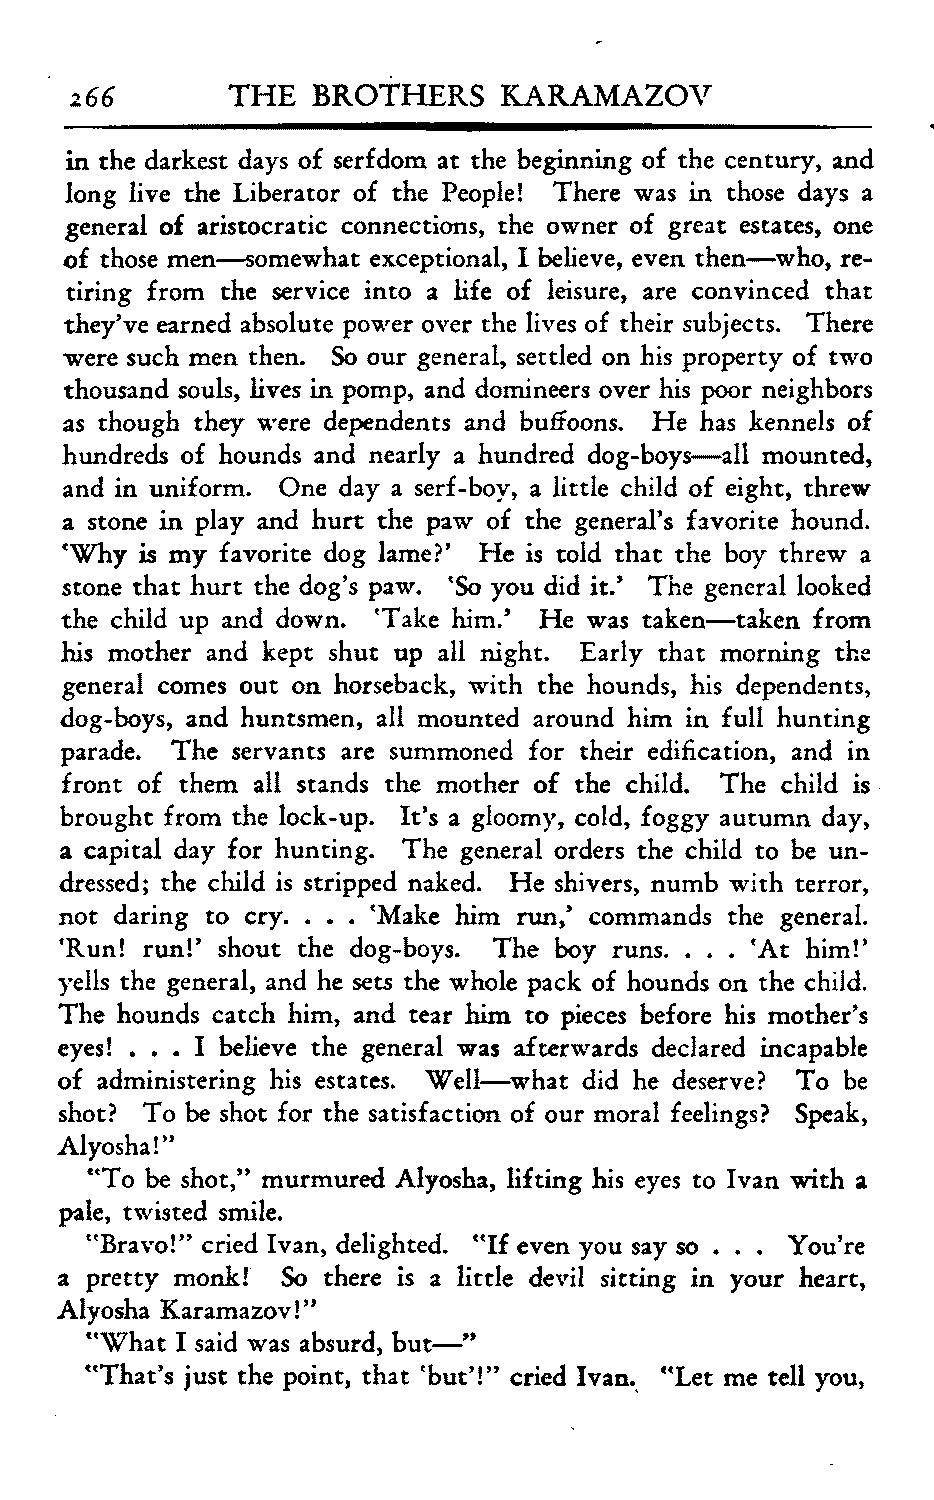 266 THE BROTHERS KARAMAZOV
in the darkest days of serfdom at the beginning of the century, and
long live the Liberator of the People! There was in those days a
general of aristocratic connections, the owner of great estates, one
of those men—somewhat exceptional, I believe, even then—who, re-
tiring from the service into a life of leisure, are convinced that
they've earned absolute power over the lives of their subjects. There
were such men then. So our general, settled on his property of two
thousand souls, lives in pomp, and domineers over his poor neighbors
as though they were dependents and buffoons. He has kennels of
hundreds of hounds and nearly a hundred dog-boys—all mounted,
and in uniform. One day a serf-boy, a little child of eight, threw
a stone in play and hurt the paw of the general's favorite hound.
'Why is my favorite dog lame?' He is told that the boy threw a
stone that hurt the dog's paw. 'So you did it.' The general looked
the child up and down. 'Take him.' He was taken—taken from
his mother and kept shut up all night. Early that morning the
general comes out on horseback, with the hounds, his dependents,
dog-boys, and huntsmen, all mounted around him in full hunting
parade. The servants are summoned for their edification, and in
front of them all stands the mother of the child. The child is
brought from the lock-up. It's a gloomy, cold, foggy autumn day,
a capital day for hunting. The general orders the child to be un-
dressed; the child is stripped naked. He shivers, numb with terror,
not daring to cry. . . . 'Make him run,' commands the general.
'Run! run!' shout the dog-boys. The boy runs. . . . 'At him!'
yells the general, and he sets the whole pack of hounds on the child.
The hounds catch him, and tear him to pieces before his mother's
eyes! . . . I believe the general was afterwards declared incapable
of administering his estates. Well—what did he deserve? To be
shot? To be shot for the satisfaction of our moral feelings? Speak,
Alyosha!"
"To be shot," murmured Alyosha, lifting his eyes to Ivan with a
pale, twisted smile.
"Bravo!" cried Ivan, delighted. "If even you say so . . . You're
a pretty monk! So there is a little devil sitting in your heart,
Alyosha Karamazov!"
"What I said was absurd, but—"
"That's just the point, that 'but'!" cried Ivan. "Let me tell you,